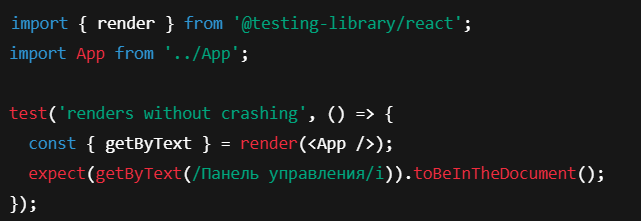 import { render } from '@testing-library/react';
import App from '../App';
test('renders without crashing', () => {
  const { getByText } = render(<App />);
  expect(getByText(/Панель управления/i)).toBeInTheDocument();
});